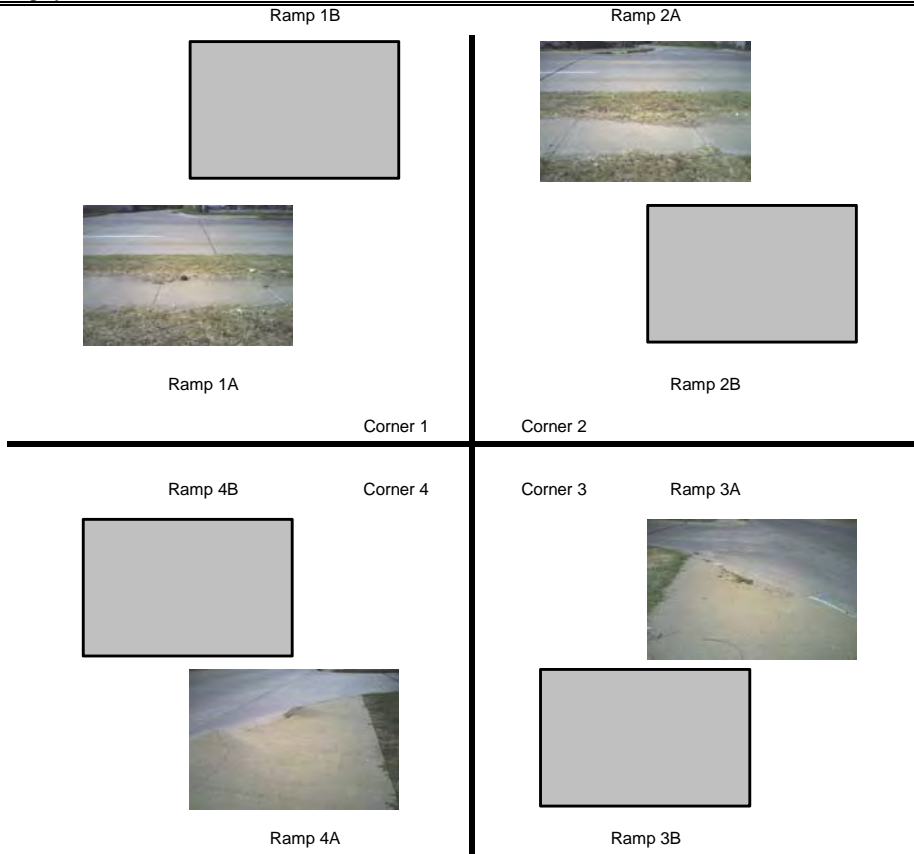 Ramp 1B Ramp 2A
Ramp 1A Ramp 2B
Corner 1 Corner 2
Ramp 4B Corner 4 Corner 3 Ramp 3A
Ramp 4A Ramp 3B